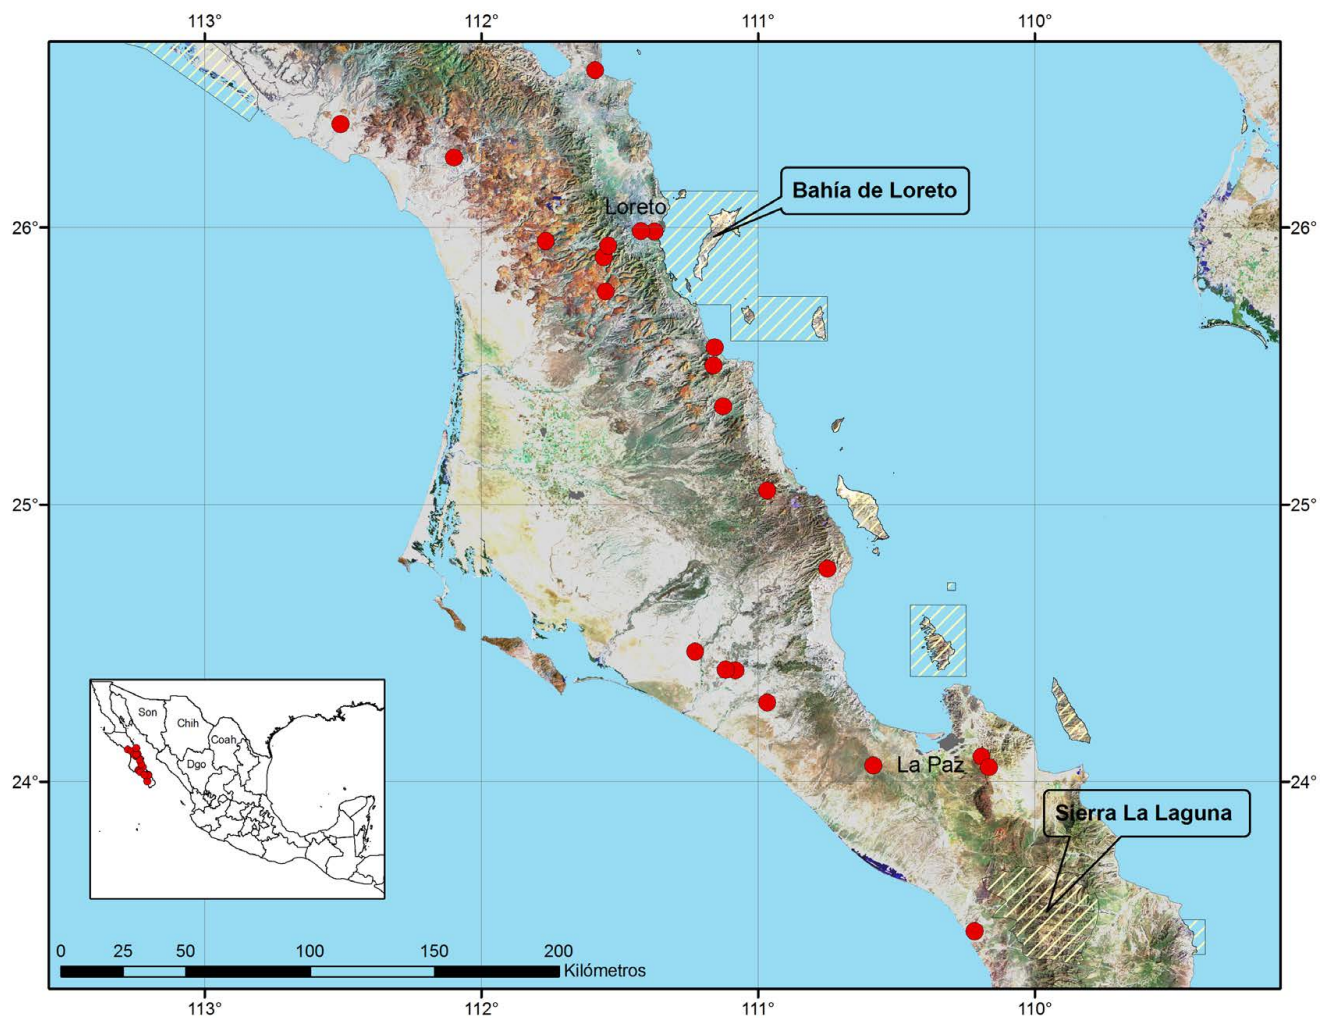 113°
112°
111°
110°
Bahía de Loreto
Loreto
26°
26°
25°
25°
Son
Chih
Coah
Dgo
La Paz
24°
24°
Sierra La Laguna
0
25
50
100
150
200
Kilómetros
113°
112°
111°
110°